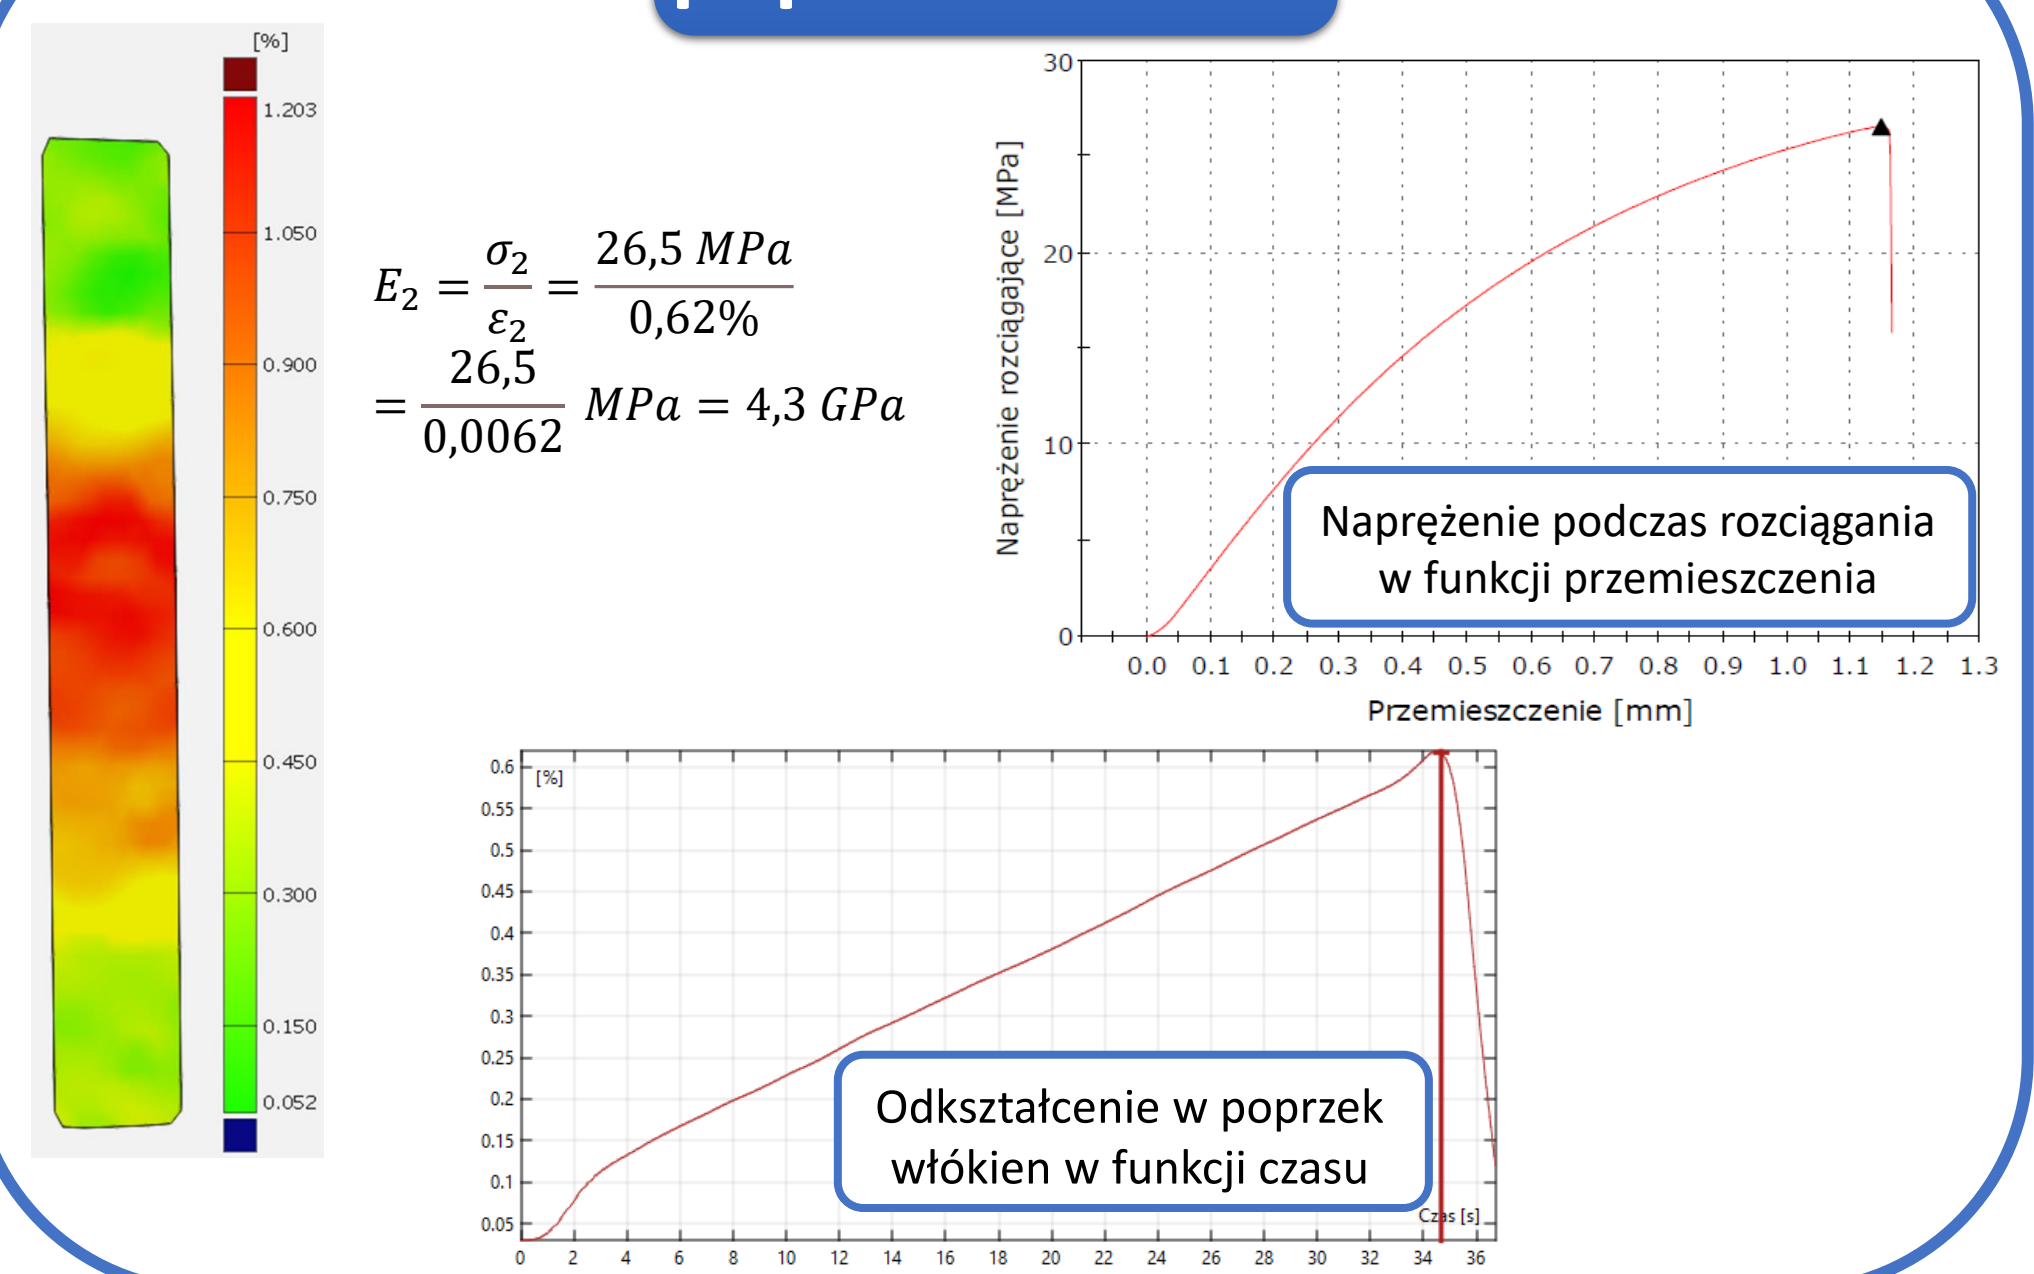 [%]
1.203
1.050
0.900
0.750
0.600
0.450
0.300
0.150
0.052
E₂ = σ₂/ε₂ = 26,5 MPa/0,62%
= 26,5/0,0062 MPa = 4,3 GPa
Naprężenie rozciągające [MPa]
30
20
10
0
0.0 0.1 0.2 0.3 0.4 0.5 0.6 0.7 0.8 0.9 1.0 1.1 1.2 1.3
Przemieszczenie [mm]
Naprężenie podczas rozciągania
w funkcji przemieszczenia
[%]
0.6
0.55
0.5
0.45
0.4
0.35
0.3
0.25
0.2
0.15
0.1
0.05
0 2 4 6 8 10 12 14 16 18 20 22 24 26 28 30 32 34 36
Czas [s]
Odkształcenie w poprzek
włókien w funkcji czasu